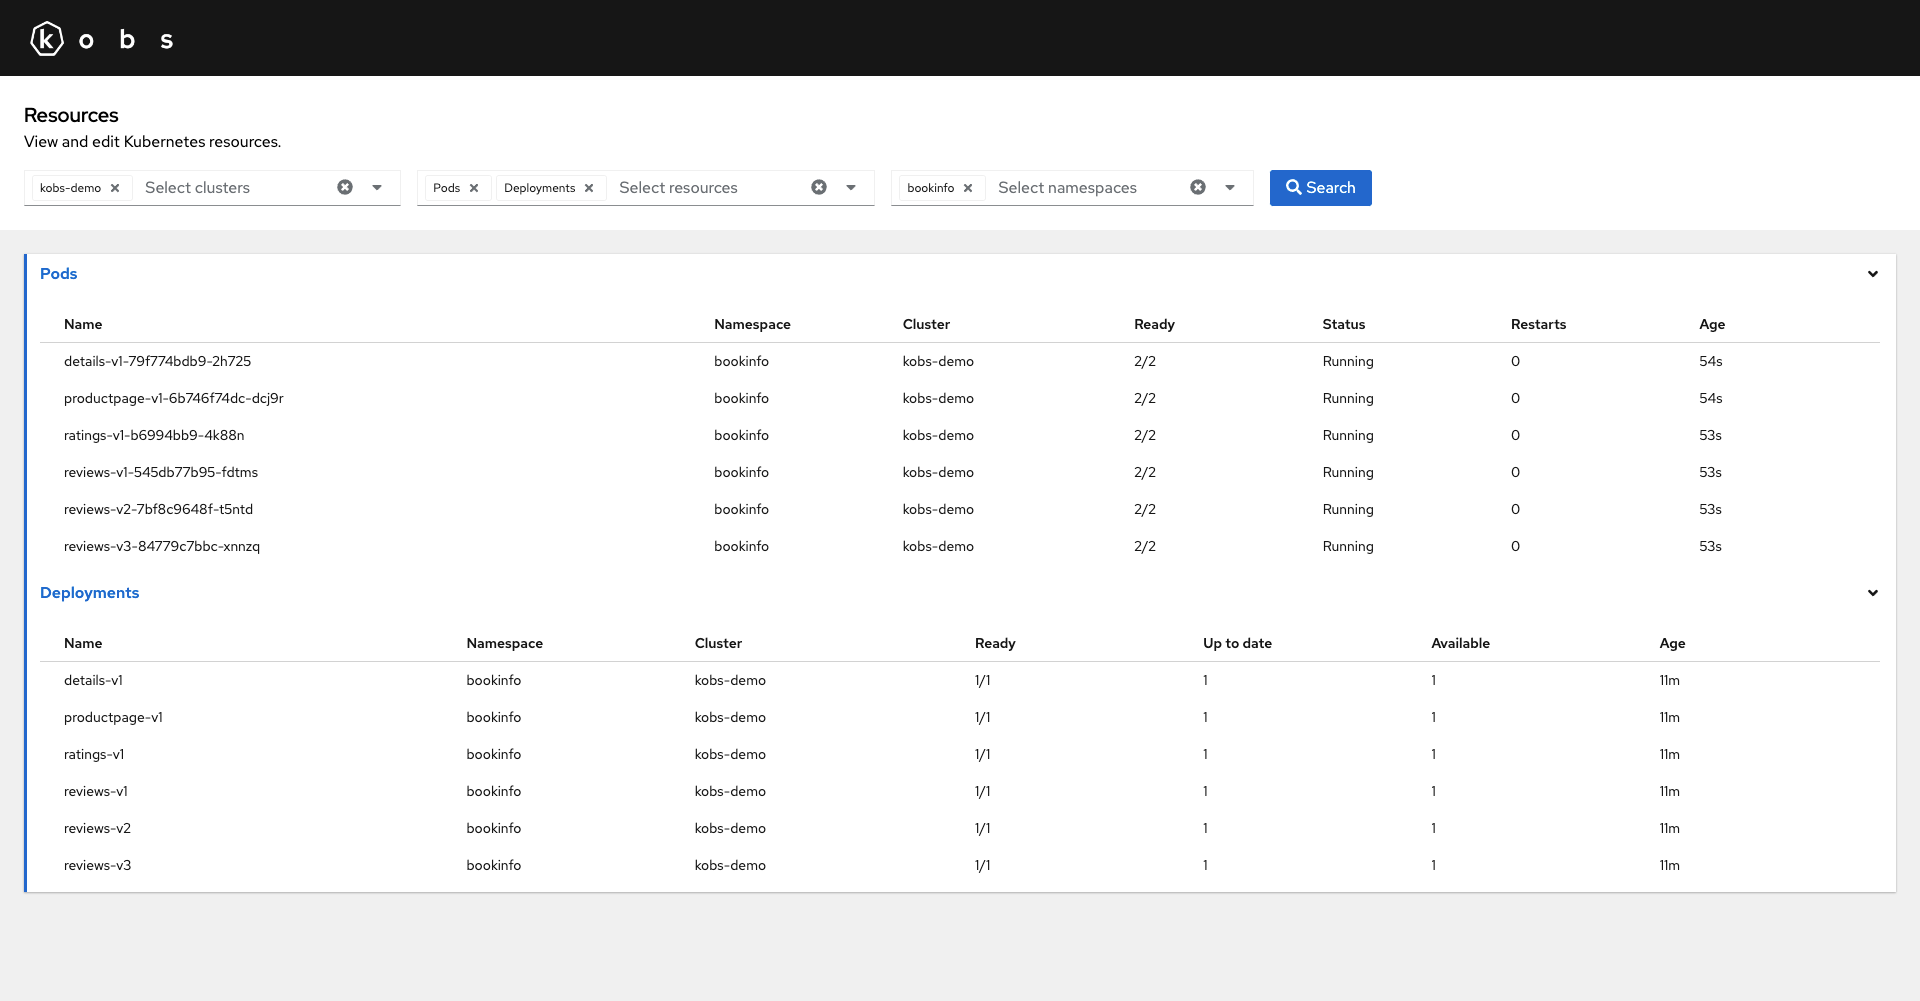 k o b s
Resources
View and edit Kubernetes resources.
kobs-demo Select clusters Pods Deployments Select resources bookinfo Select namespaces Search
Pods
Name Namespace Cluster Ready Status Restarts Age
details-v1-79f774bdb9-2h725 bookinfo kobs-demo 2/2 Running 0 54s
productpage-v1-6b746f74dc-dcj9r bookinfo kobs-demo 2/2 Running 0 54s
ratings-v1-b6994bb9-4k88n bookinfo kobs-demo 2/2 Running 0 53s
reviews-v1-545db77b95-fdtms bookinfo kobs-demo 2/2 Running 0 53s
reviews-v2-7bf8c9648f-t5ntd bookinfo kobs-demo 2/2 Running 0 53s
reviews-v3-84779c7bbc-xnnzq bookinfo kobs-demo 2/2 Running 0 53s
Deployments
Name Namespace Cluster Ready Up to date Available Age
details-v1 bookinfo kobs-demo 1/1 1 1 11m
productpage-v1 bookinfo kobs-demo 1/1 1 1 11m
ratings-v1 bookinfo kobs-demo 1/1 1 1 11m
reviews-v1 bookinfo kobs-demo 1/1 1 1 11m
reviews-v2 bookinfo kobs-demo 1/1 1 1 11m
reviews-v3 bookinfo kobs-demo 1/1 1 1 11m